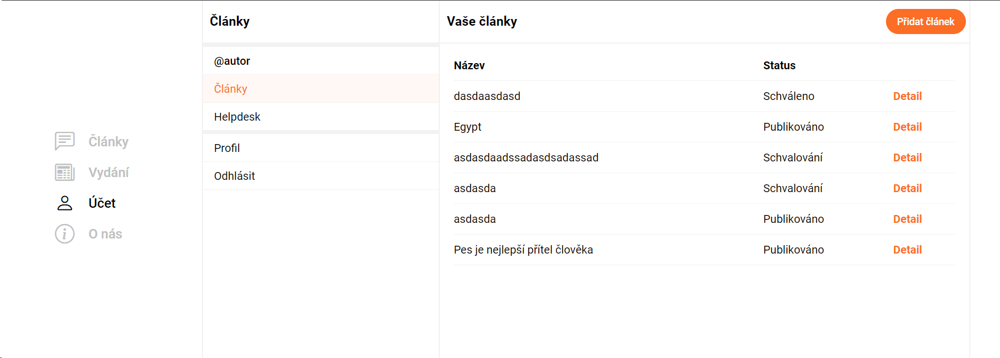 Články
Vydání
Účet
O nás
Články
@autor
Články
Helpdesk
Profil
Odhlásit
Vaše články
Přidat článek
Název Status
dasdaasdasd Schváleno Detail
Egypt Publikováno Detail
asdasdaadssadasdsadassad Schvalování Detail
asdasda Schvalování Detail
asdasda Publikováno Detail
Pes je nejlepší přítel člověka Publikováno Detail